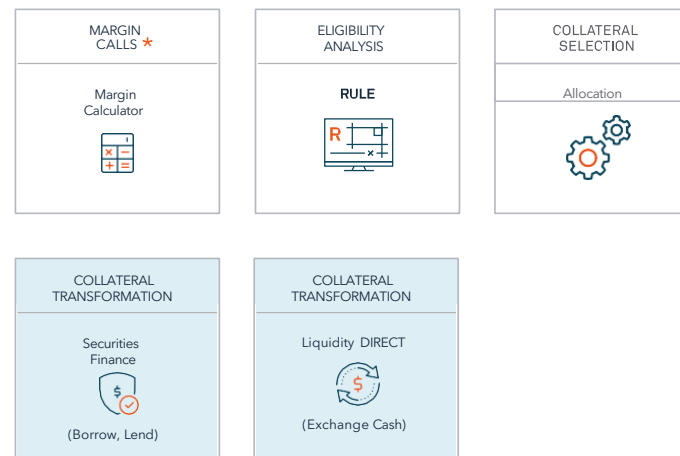 MARGIN
CALLS *
Margin
Calculator
ELIGIBILITY
ANALYSIS
RULE
R
COLLATERAL
SELECTION
Allocation
COLLATERAL
TRANSFORMATION
Securities
Finance
$
(Borrow, Lend)
COLLATERAL
TRANSFORMATION
Liquidity DIRECT
$
(Exchange Cash)